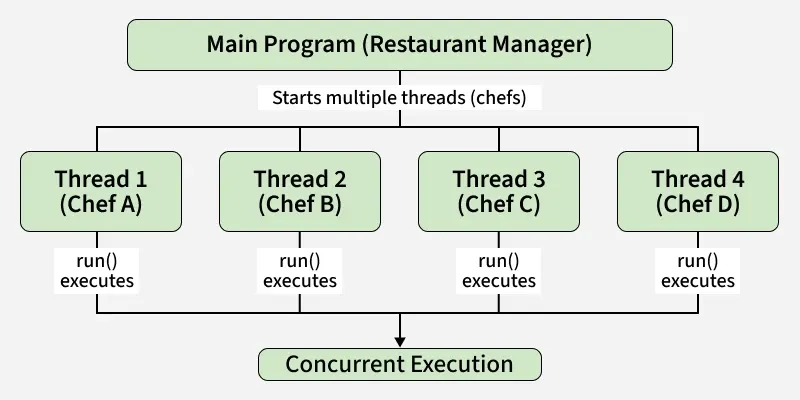 Main Program (Restaurant Manager)
Starts multiple threads (chefs)
Thread 1
(Chef A)
Thread 2
(Chef B)
Thread 3
(Chef C)
Thread 4
(Chef D)
run()
executes
run()
executes
run()
executes
run()
executes
Concurrent Execution